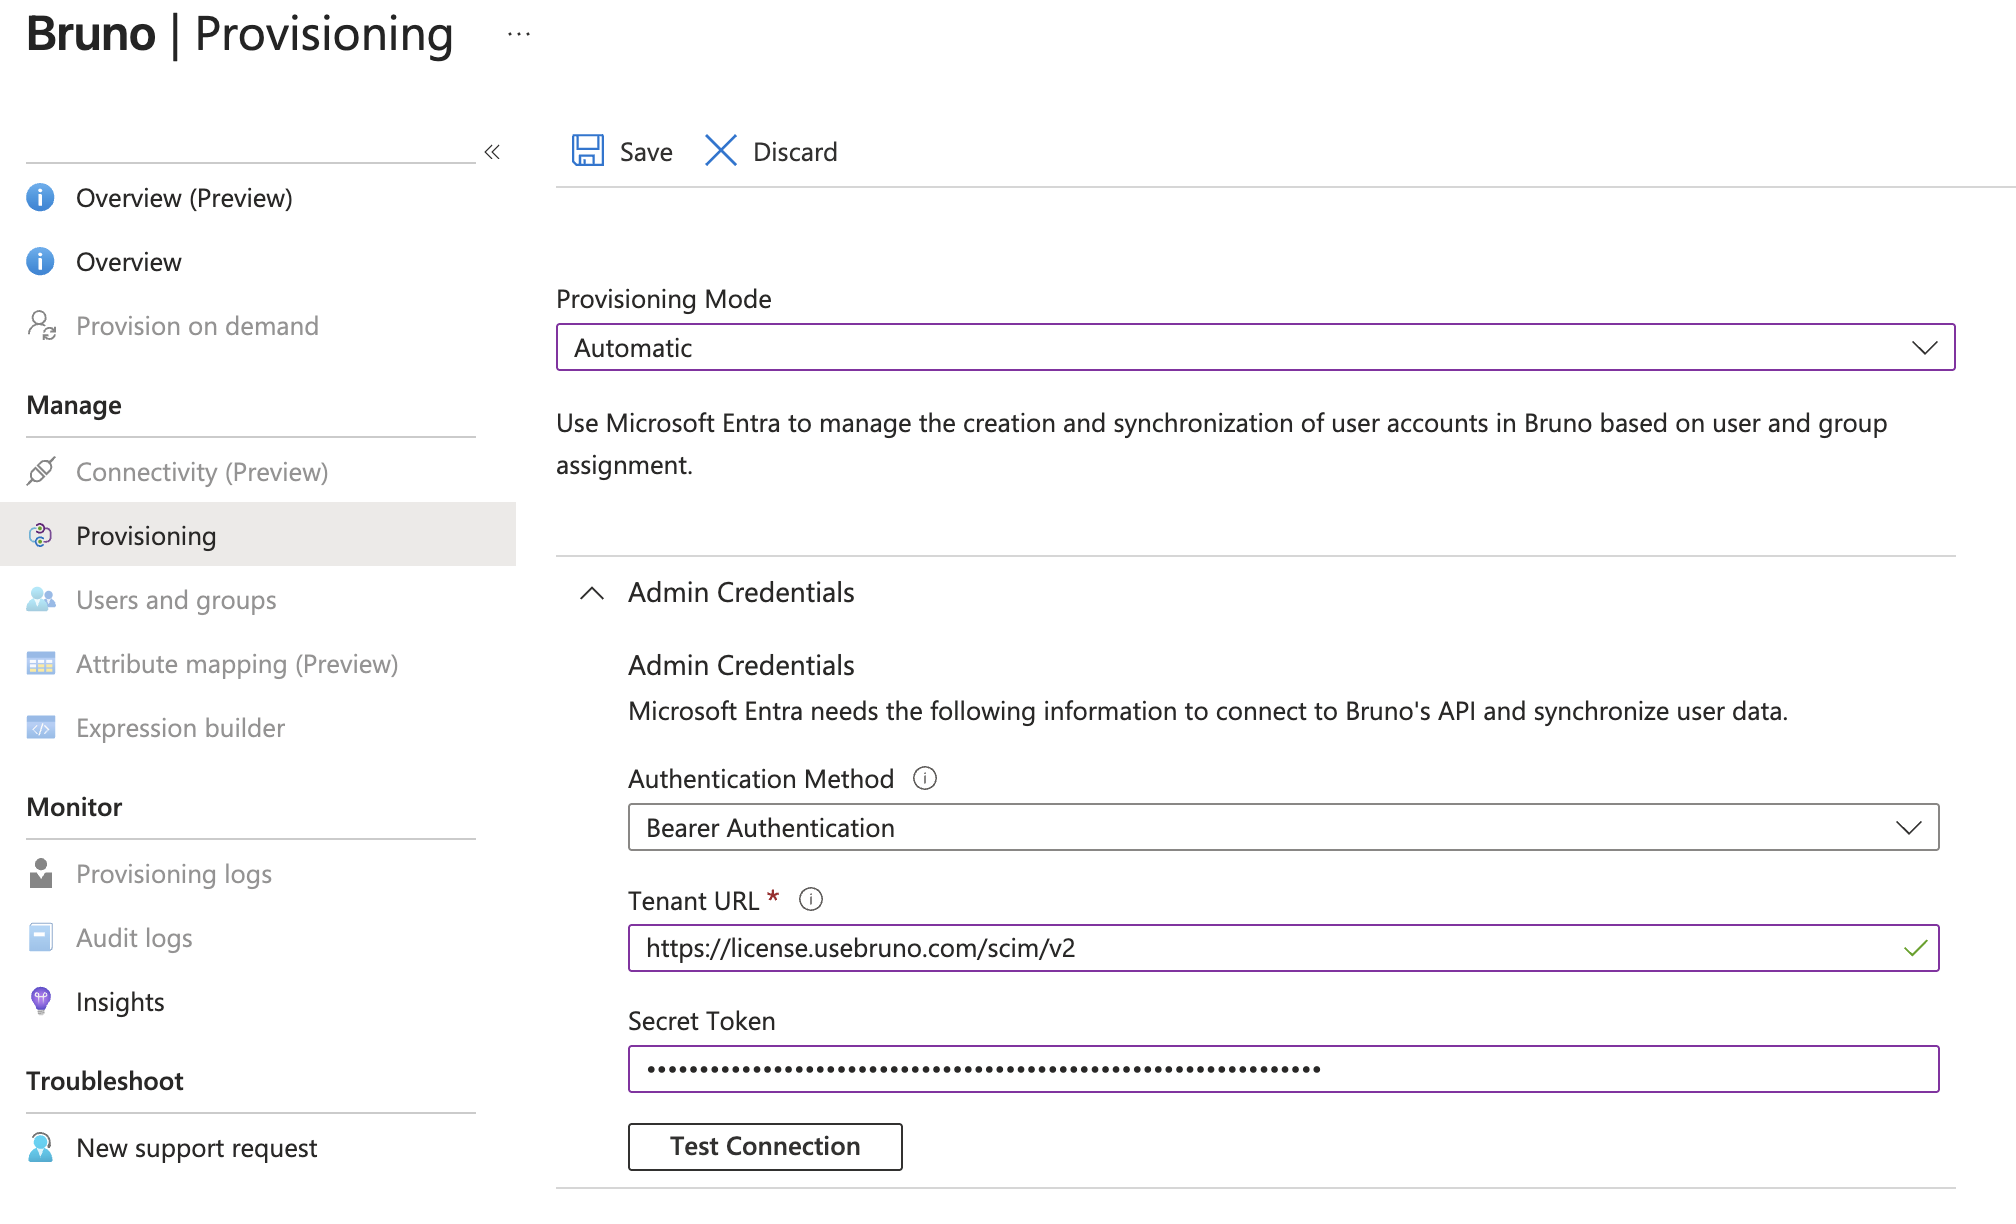 Bruno | Provisioning ...
«
Overview (Preview)
Overview
Provision on demand
Manage
Connectivity (Preview)
Provisioning
Users and groups
Attribute mapping (Preview)
Expression builder
Monitor
Provisioning logs
Audit logs
Insights
Troubleshoot
New support request
Save Discard
Provisioning Mode
Automatic
Use Microsoft Entra to manage the creation and synchronization of user accounts in Bruno based on user and group
assignment.
Admin Credentials
Admin Credentials
Microsoft Entra needs the following information to connect to Bruno's API and synchronize user data.
Authentication Method
Bearer Authentication
Tenant URL *
https://license.usebruno.com/scim/v2
Secret Token
Test Connection